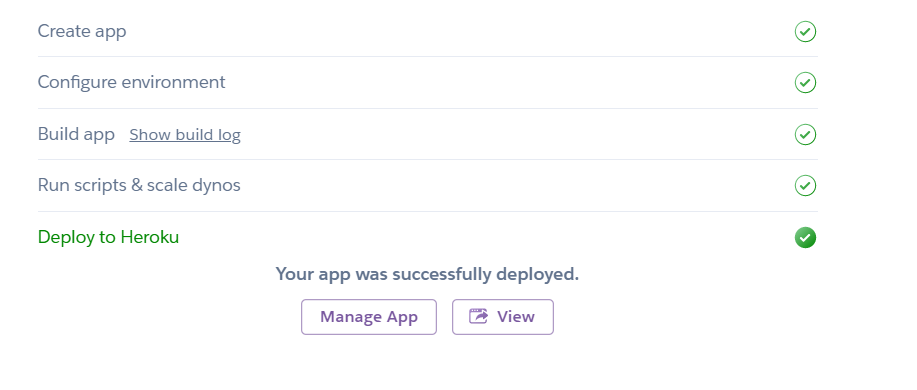 Create app
Configure environment
Build app Show build log
Run scripts & scale dynos
Deploy to Heroku
Your app was successfully deployed.
Manage App View